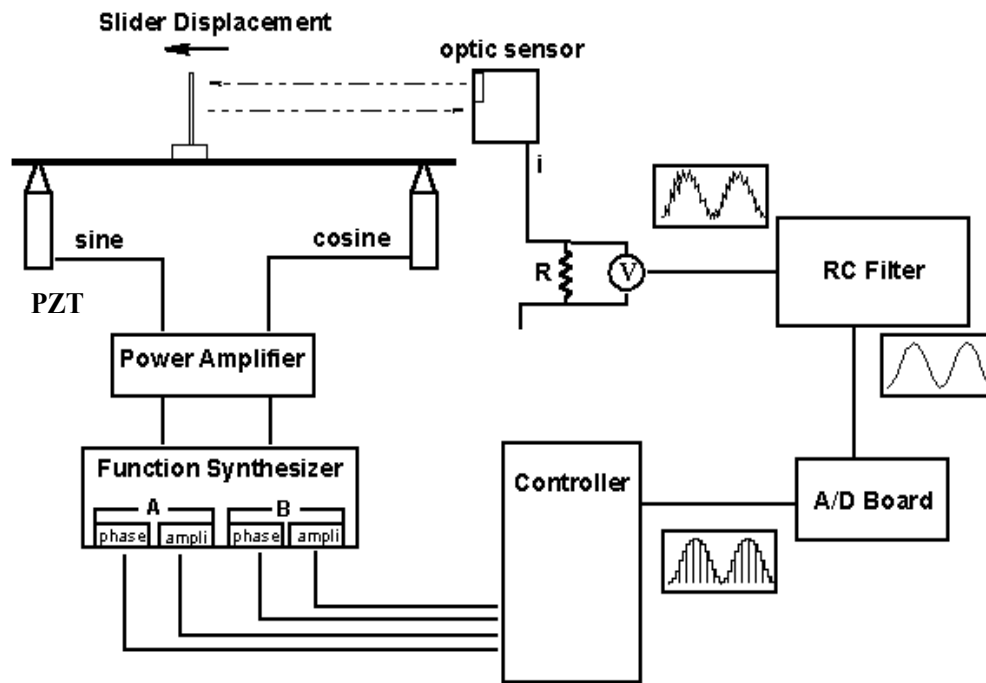 Slider Displacement
optic sensor
i
sine
cosine
PZT
R
V
RC Filter
Power Amplifier
Function Synthesizer
A
B
phase
ampli
phase
ampli
Controller
A/D Board